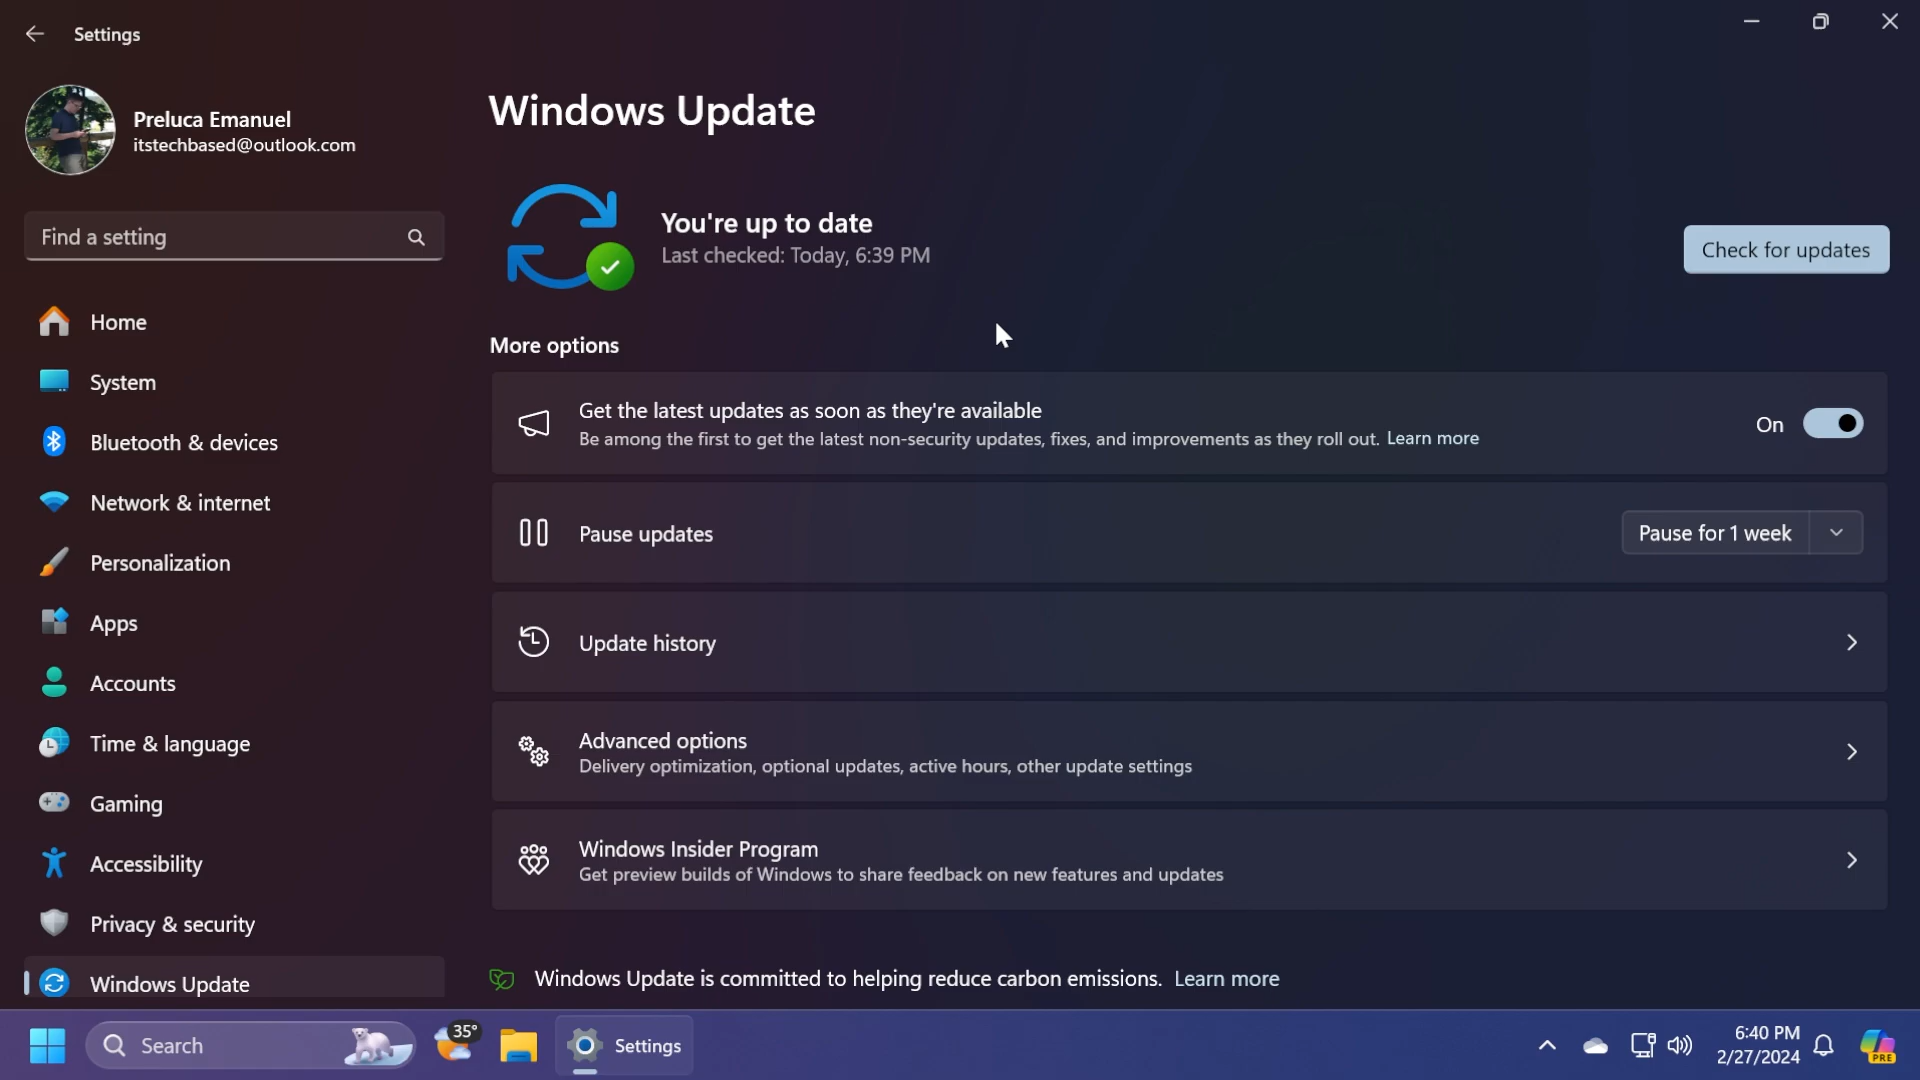 Settings
Preluca Emanuel
itstechbased@outlook.com
Find a setting
Home
System
Bluetooth & devices
Network & internet
Personalization
Apps
Accounts
Time & language
Gaming
Accessibility
Privacy & security
Windows Update
Windows Update
You're up to date
Last checked: Today, 6:39 PM
Check for updates
More options
Get the latest updates as soon as they're available
Be among the first to get the latest non-security updates, fixes, and improvements as they roll out. Learn more
On
Pause updates
Pause for 1 week
Update history
Advanced options
Delivery optimization, optional updates, active hours, other update settings
Windows Insider Program
Get preview builds of Windows to share feedback on new features and updates
Windows Update is committed to helping reduce carbon emissions. Learn more
Search
35°
Settings
6:40 PM
2/27/2024
PRE